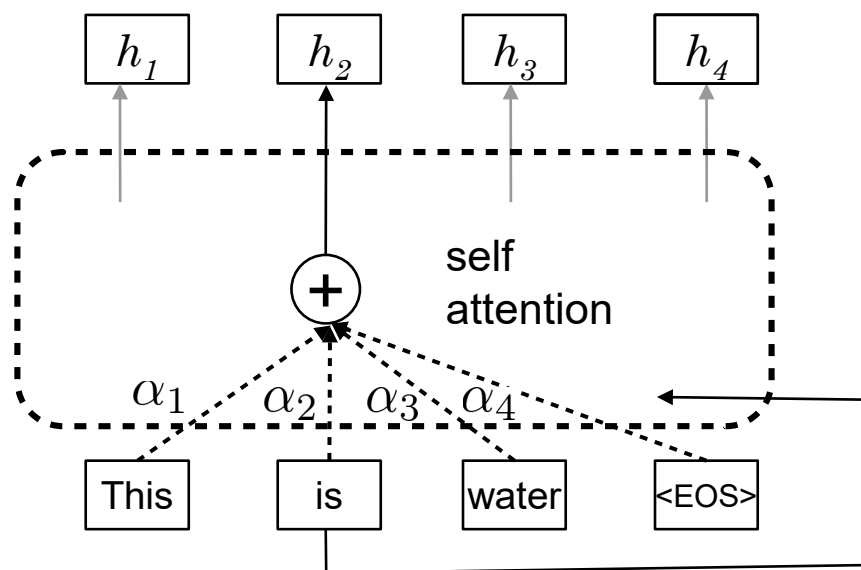 h₁ h₂ h₃ h₄
+
self
attention
α₁ α₂ α₃ α₄
This is water <EOS>